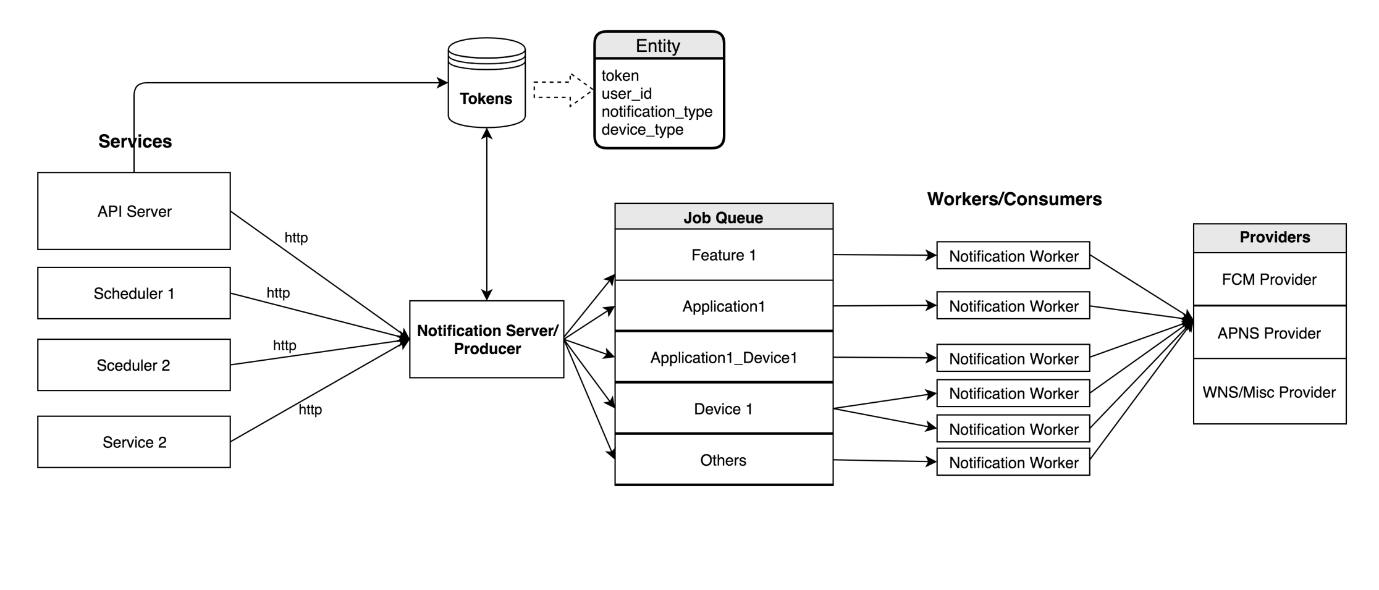 Entity
token
user_id
notification_type
device_type
Tokens
Services
API Server
Scheduler 1
Sceduler 2
Service 2
http
http
http
http
Notification Server/
Producer
Job Queue
Feature 1
Application1
Application1_Device1
Device 1
Others
Workers/Consumers
Notification Worker
Notification Worker
Notification Worker
Notification Worker
Notification Worker
Notification Worker
Providers
FCM Provider
APNS Provider
WNS/Misc Provider